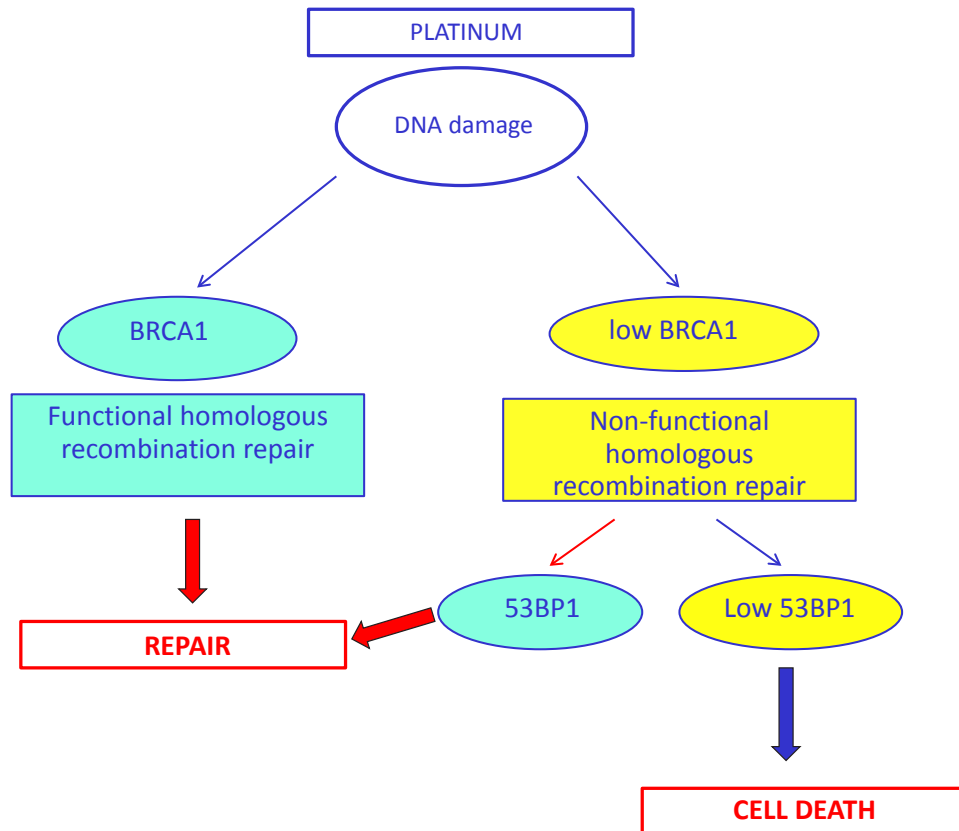 PLATINUM
DNA damage
BRCA1
low BRCA1
Functional homologous
recombination repair
Non-functional
homologous
recombination repair
53BP1
Low 53BP1
REPAIR
CELL DEATH